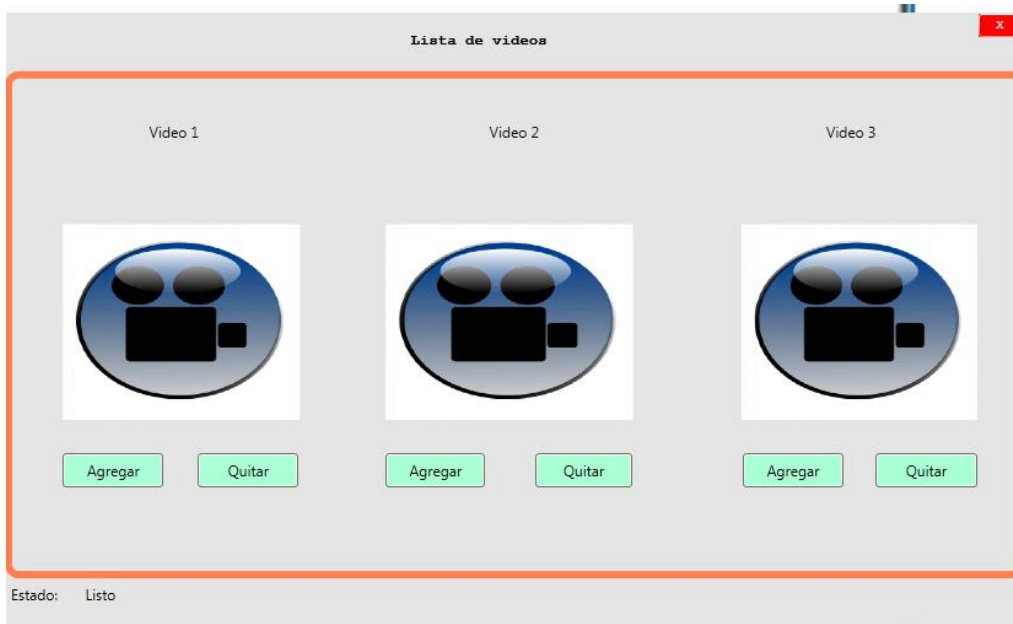 X
Lista de videos
Video 1 Video 2 Video 3
Agregar Quitar Agregar Quitar Agregar Quitar
Estado: Listo